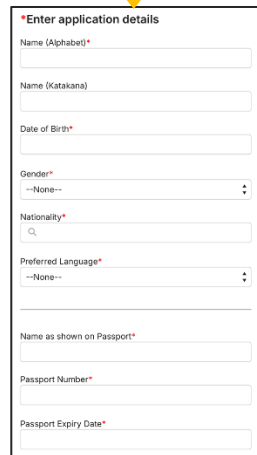 *Enter application details
Name (Alphabet)*
Name (Katakana)
Date of Birth*
Gender*
--None--
Nationality*
Preferred Language*
--None--
Name as shown on Passport*
Passport Number*
Passport Expiry Date*